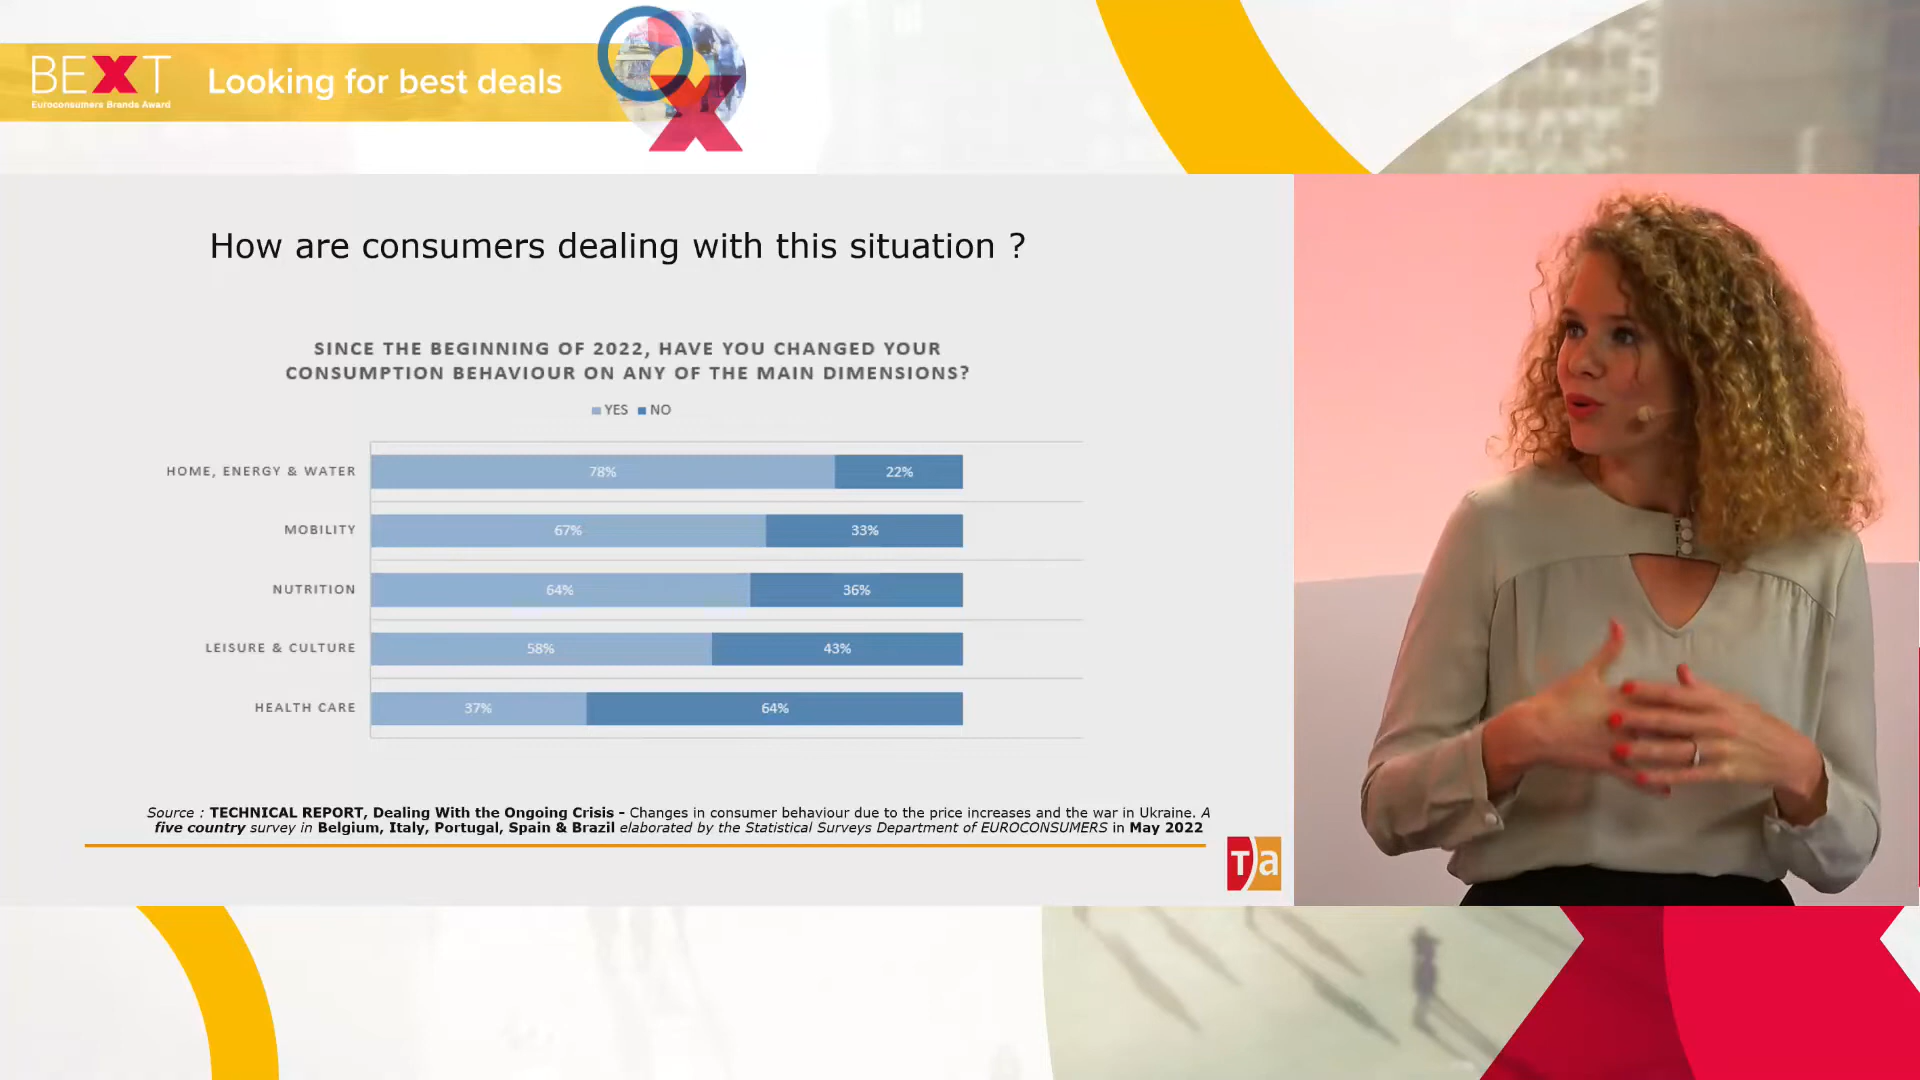 BEXT
Euroconsumers Brands Award
Looking for best deals
How are consumers dealing with this situation ?
SINCE THE BEGINNING OF 2022, HAVE YOU CHANGED YOUR
CONSUMPTION BEHAVIOUR ON ANY OF THE MAIN DIMENSIONS?
YES NO
HOME, ENERGY & WATER 78% 22%
MOBILITY 67% 33%
NUTRITION 64% 36%
LEISURE & CULTURE 58% 43%
HEALTH CARE 37% 64%
Source : TECHNICAL REPORT, Dealing With the Ongoing Crisis - Changes in consumer behaviour due to the price increases and the war in Ukraine. A
five country survey in Belgium, Italy, Portugal, Spain & Brazil elaborated by the Statistical Surveys Department of EUROCONSUMERS in May 2022
Ta